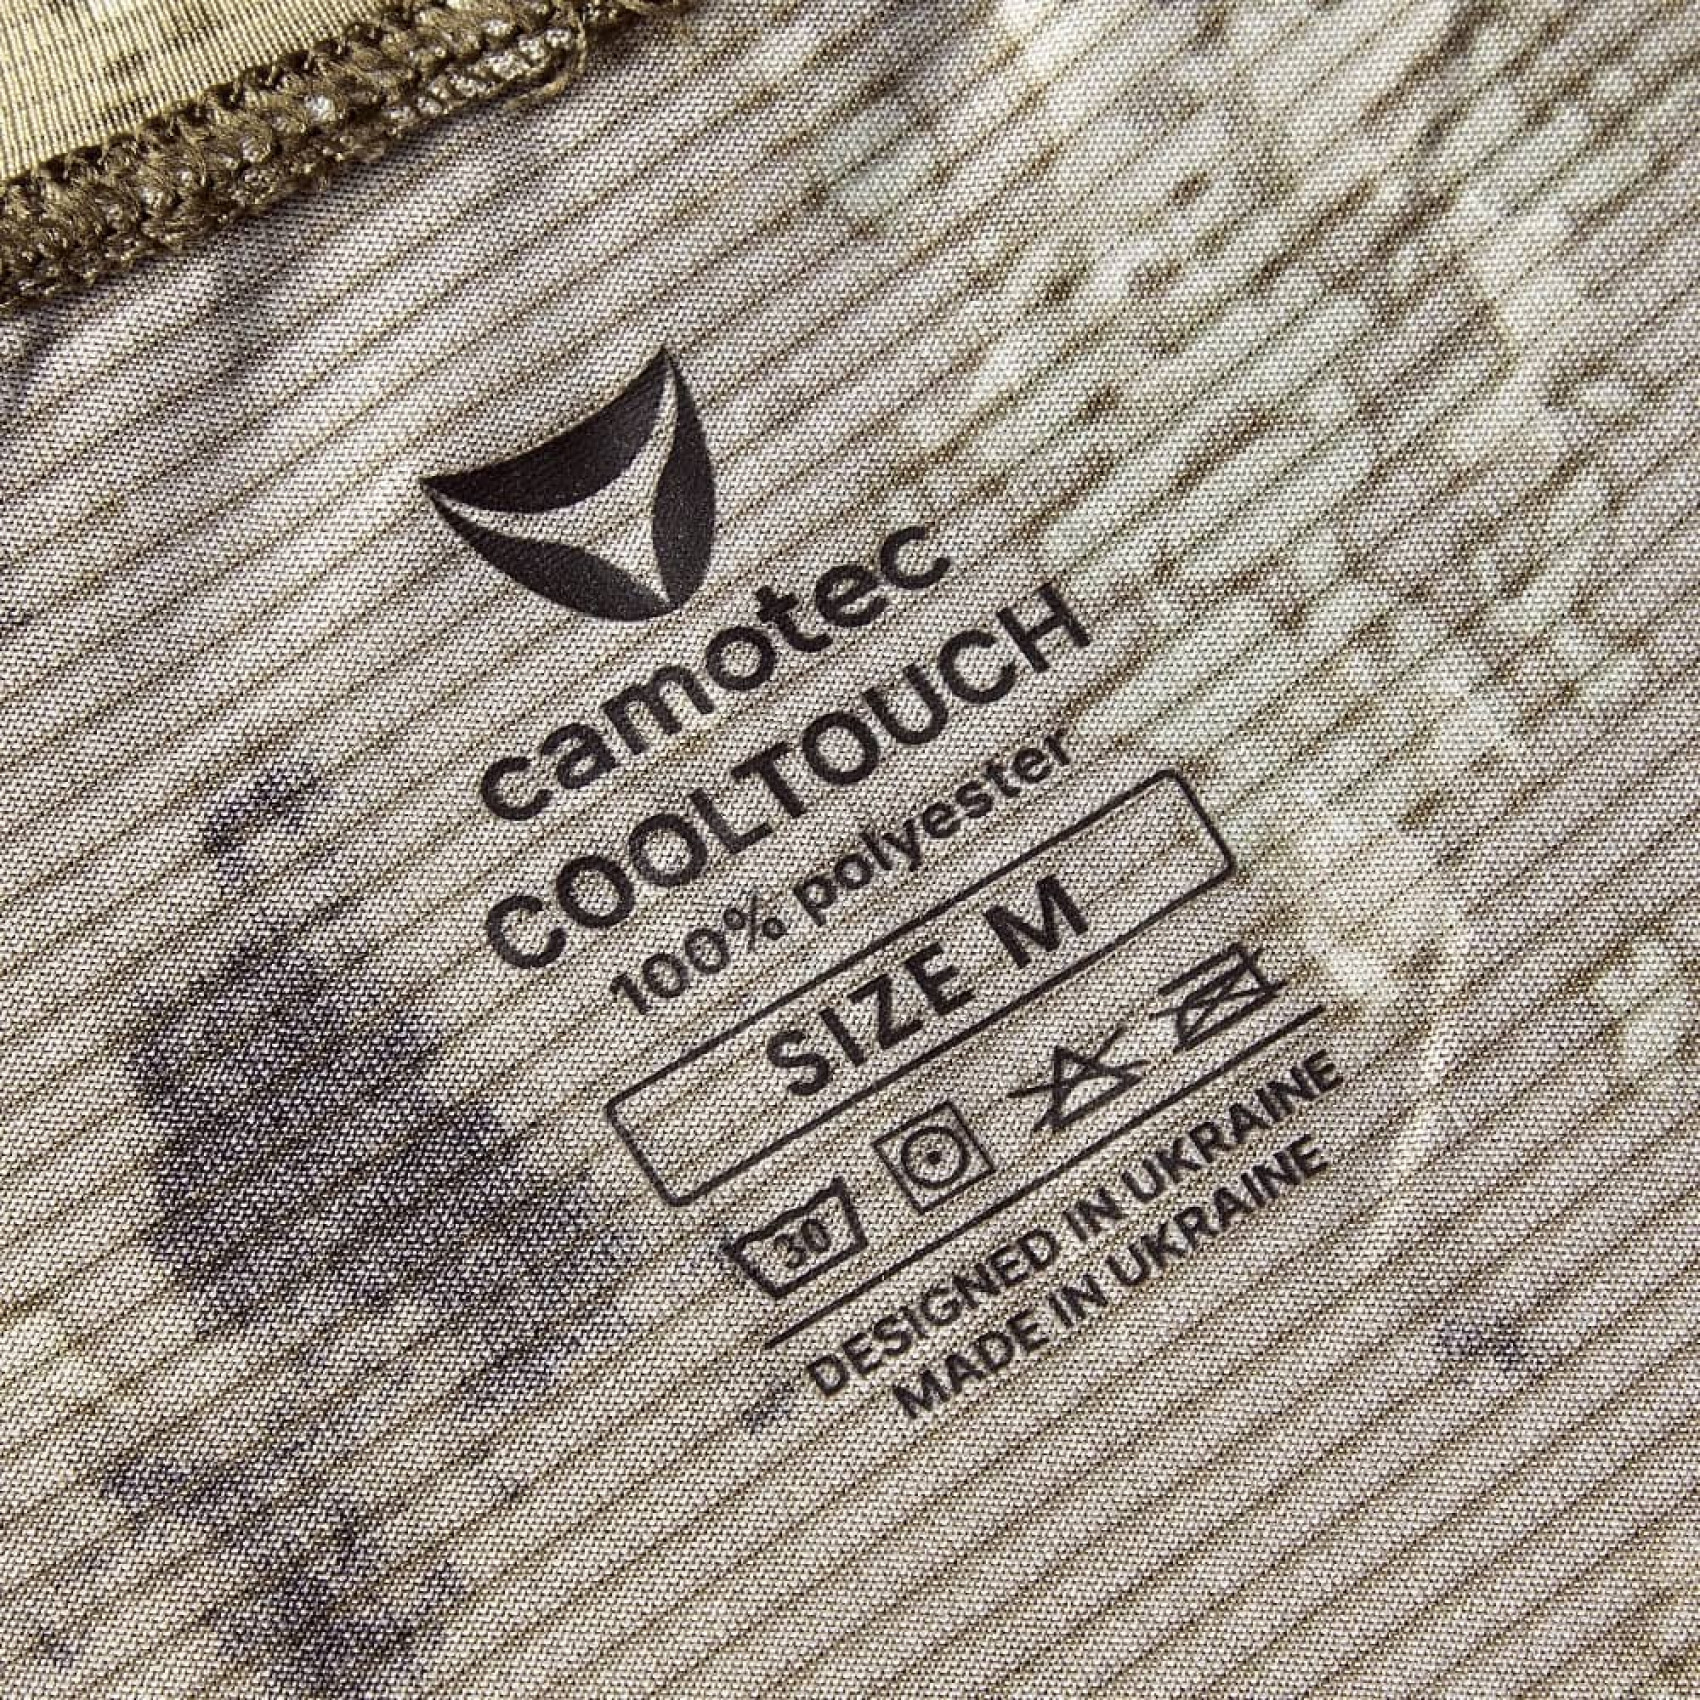 camotec
COOLTOUCH
100% polyester
SIZE M
30
DESIGNED IN UKRAINE
MADE IN UKRAINE